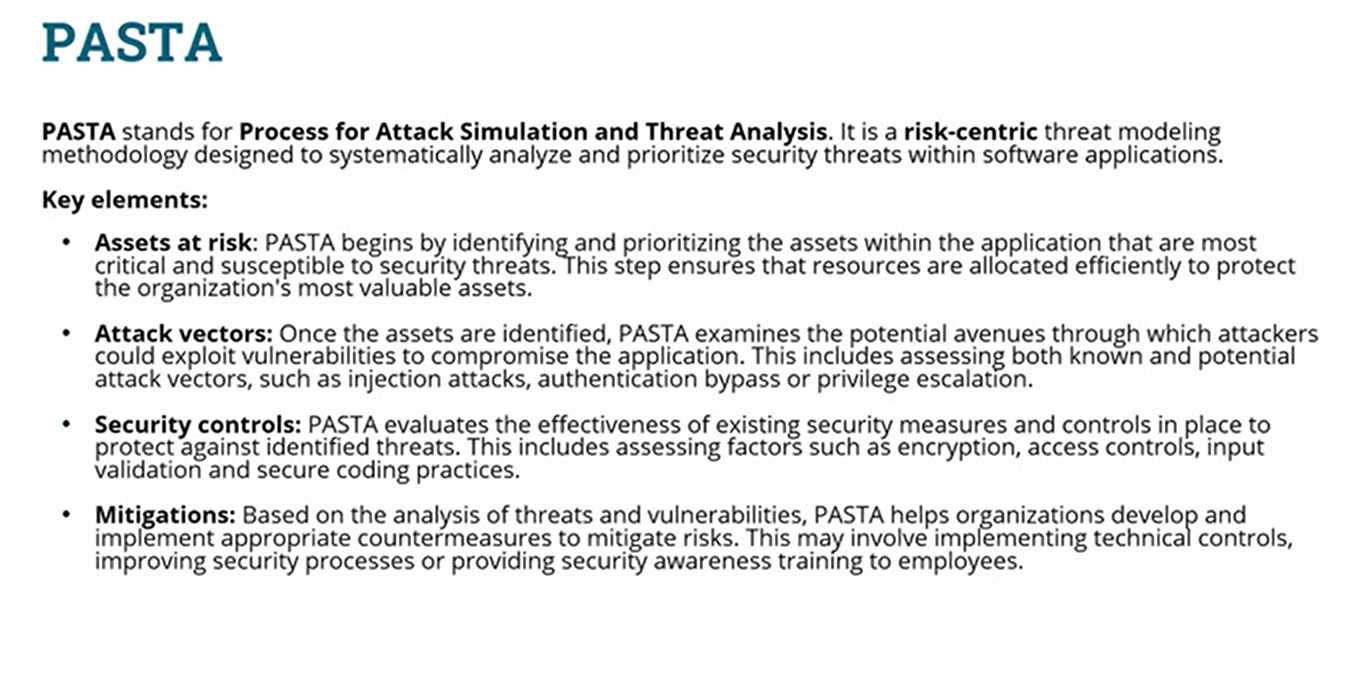 PASTA
PASTA stands for Process for Attack Simulation and Threat Analysis. It is a risk-centric threat modeling
methodology designed to systematically analyze and prioritize security threats within software applications.
Key elements:
• Assets at risk: PASTA begins by identifying and prioritizing the assets within the application that are most
critical and susceptible to security threats. This step ensures that resources are allocated efficiently to protect
the organization's most valuable assets.
• Attack vectors: Once the assets are identified, PASTA examines the potential avenues through which attackers
could exploit vulnerabilities to compromise the application. This includes assessing both known and potential
attack vectors, such as injection attacks, authentication bypass or privilege escalation.
• Security controls: PASTA evaluates the effectiveness of existing security measures and controls in place to
protect against identified threats. This includes assessing factors such as encryption, access controls, input
validation and secure coding practices.
• Mitigations: Based on the analysis of threats and vulnerabilities, PASTA helps organizations develop and
implement appropriate countermeasures to mitigate risks. This may involve implementing technical controls,
improving security processes or providing security awareness training to employees.